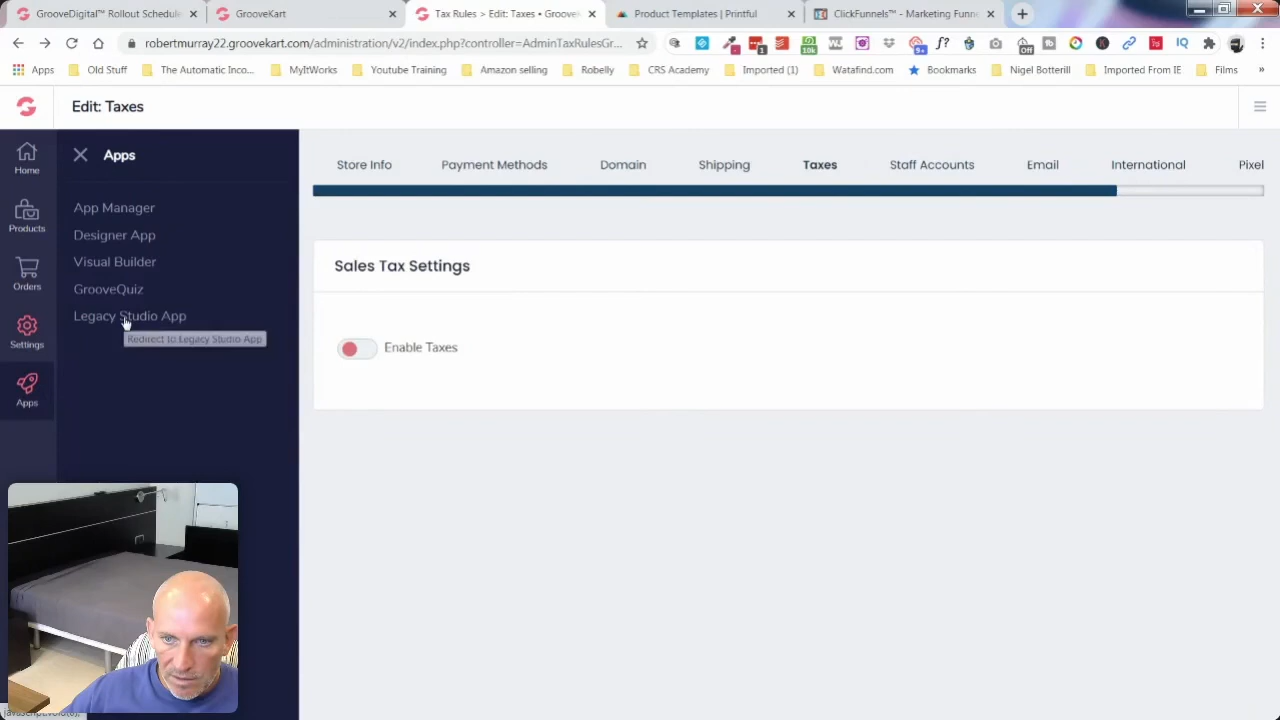 GrooveDigital™ Rollout Schedule
GrooveKart
Tax Rules > Edit: Taxes • Groove
Product Templates | Printful
ClickFunnels™ - Marketing Funn
robertmurray22.groovekart.com/administration/v2/index.php?controller=AdminTaxRulesGr...
Apps
Old Stuff
The Automatic Inco...
MyItWorks
Youtube Training
Amazon selling
Robelly
CRS Academy
Imported (1)
Watafind.com
Bookmarks
Nigel Botterill
Imported From IE
Films
»
Edit: Taxes
Home
Products
Orders
Settings
Apps
Apps
App Manager
Designer App
Visual Builder
GrooveQuiz
Legacy Studio App
Redirect to Legacy Studio App
Store Info
Payment Methods
Domain
Shipping
Taxes
Staff Accounts
Email
International
Pixel
Sales Tax Settings
Enable Taxes
javascript:void(0);